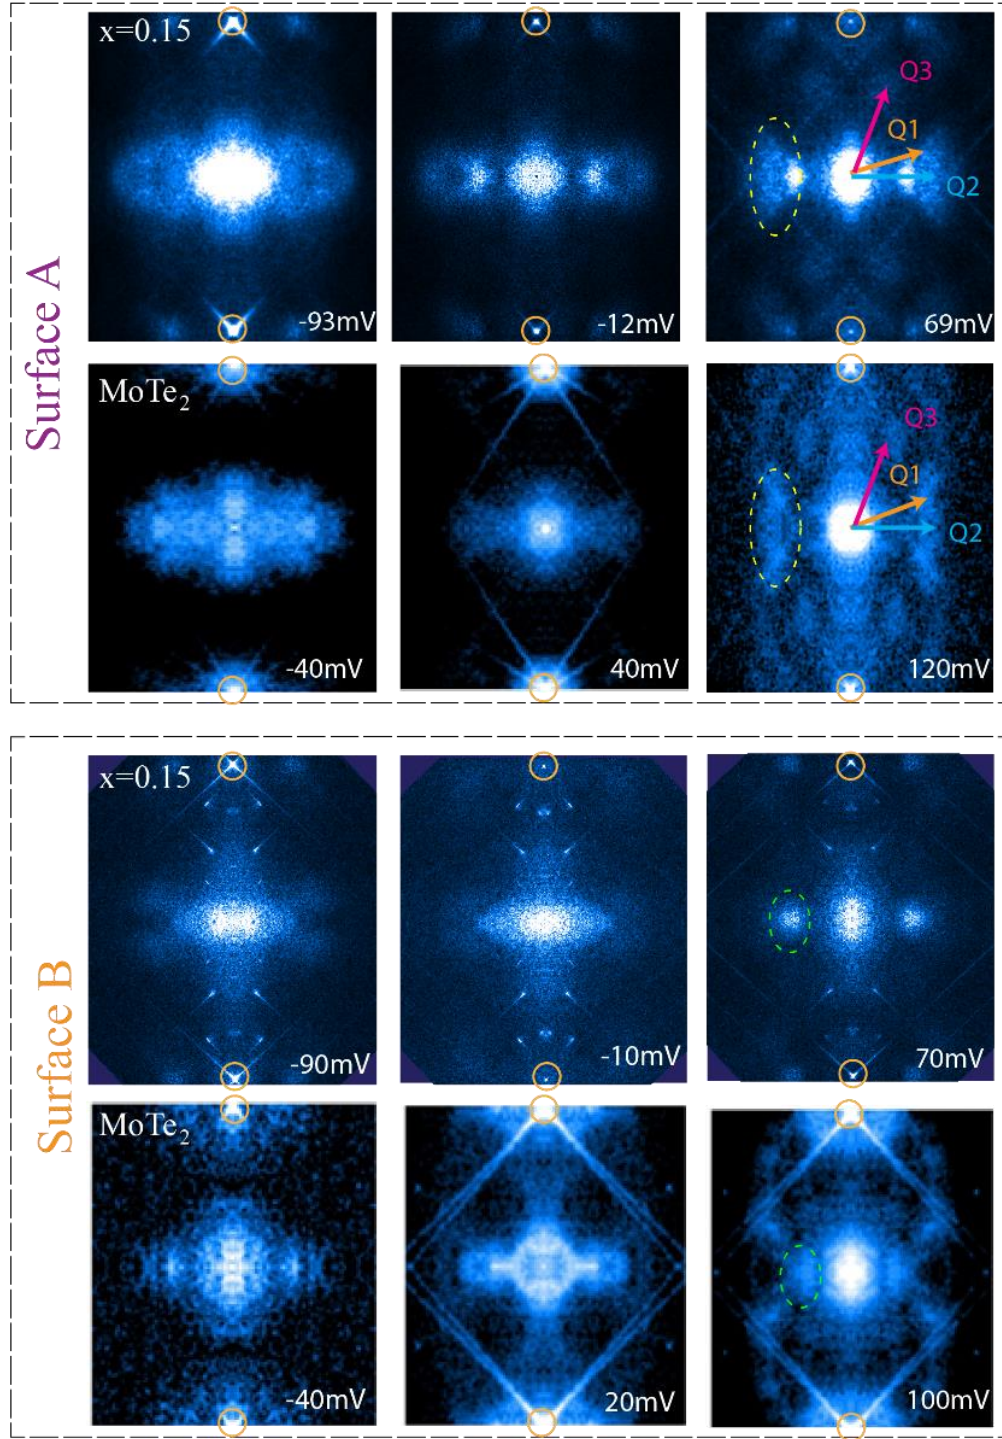 Surface A
x=0.15
-93mV
-12mV
Q3
Q1
Q2
69mV
MoTe₂
-40mV
40mV
Q3
Q1
Q2
120mV
Surface B
x=0.15
-90mV
-10mV
70mV
MoTe₂
-40mV
20mV
100mV